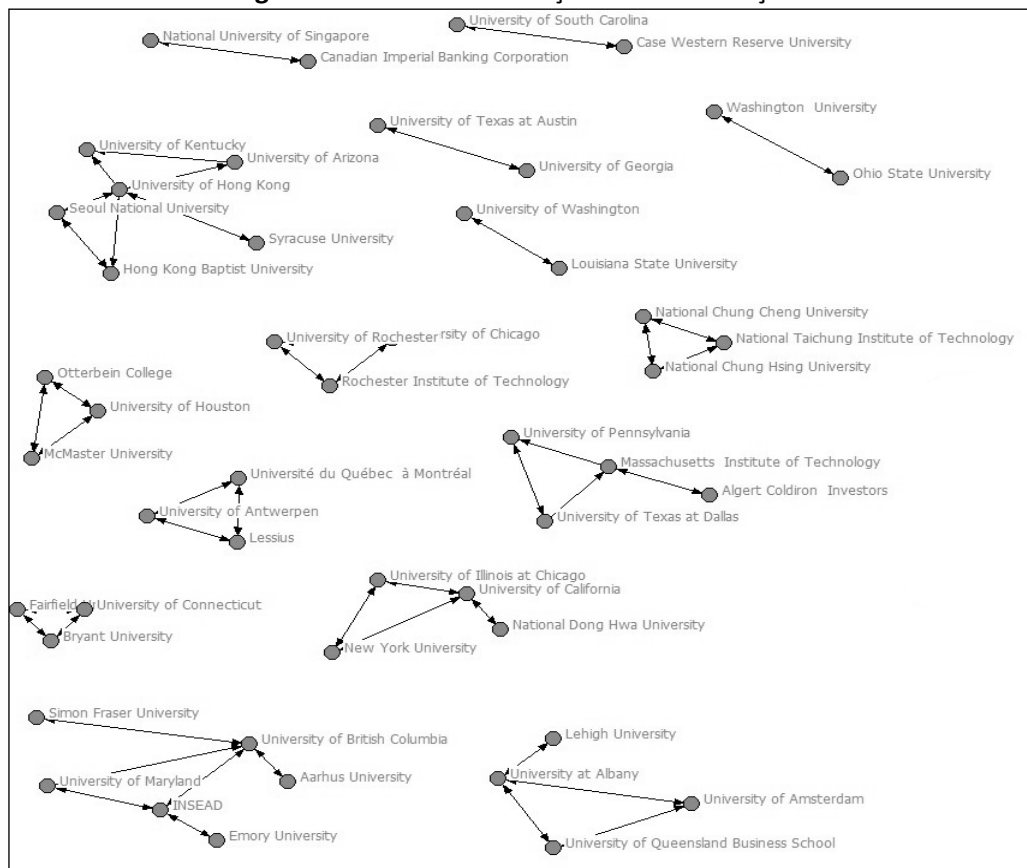 National University of Singapore
Canadian Imperial Banking Corporation
University of South Carolina
Case Western Reserve University
University of Texas at Austin
University of Georgia
Washington University
Ohio State University
University of Kentucky
University of Arizona
University of Hong Kong
Seoul National University
Syracuse University
Hong Kong Baptist University
University of Washington
Louisiana State University
University of Rochester
rsity of Chicago
Rochester Institute of Technology
National Chung Cheng University
National Taichung Institute of Technology
National Chung Hsing University
Otterbein College
University of Houston
McMaster University
University of Pennsylvania
Massachusetts Institute of Technology
Algert Coldiron Investors
University of Texas at Dallas
Université du Québec à Montréal
University of Antwerpen
Lessius
Fairfield
University of Connecticut
Bryant University
University of Illinois at Chicago
University of California
National Dong Hwa University
New York University
Simon Fraser University
University of British Columbia
Aarhus University
University of Maryland
INSEAD
Emory University
Lehigh University
University at Albany
University of Amsterdam
University of Queensland Business School